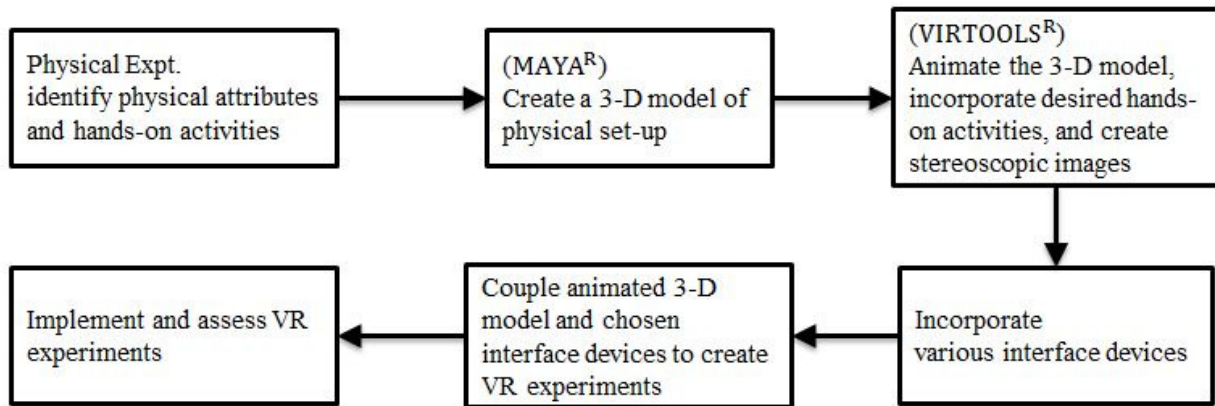 Physical Expt.
identify physical attributes
and hands-on activities
(MAYAᴿ)
Create a 3-D model of
physical set-up
(VIRTOOLSᴿ)
Animate the 3-D model,
incorporate desired hands-
on activities, and create
stereoscopic images
Incorporate
various interface devices
Couple animated 3-D
model and chosen
interface devices to create
VR experiments
Implement and assess VR
experiments